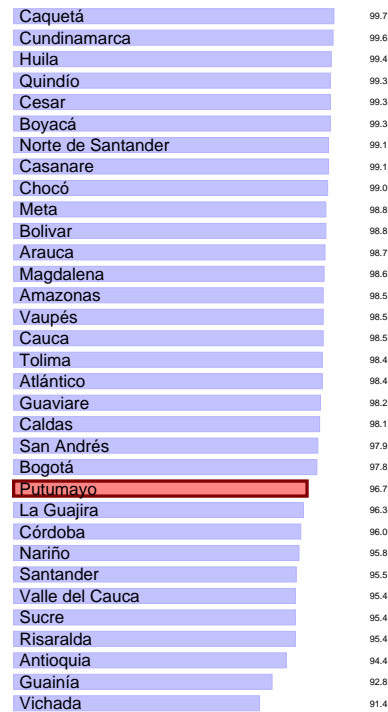 Caquetá 99.7
Cundinamarca 99.6
Huila 99.4
Quindío 99.3
Cesar 99.3
Boyacá 99.3
Norte de Santander 99.1
Casanare 99.1
Chocó 99.0
Meta 98.8
Bolivar 98.8
Arauca 98.7
Magdalena 98.6
Amazonas 98.5
Vaupés 98.5
Cauca 98.5
Tolima 98.4
Atlántico 98.4
Guaviare 98.2
Caldas 98.1
San Andrés 97.9
Bogotá 97.8
Putumayo 96.7
La Guajira 96.3
Córdoba 96.0
Nariño 95.8
Santander 95.5
Valle del Cauca 95.4
Sucre 95.4
Risaralda 95.4
Antioquia 94.4
Guainía 92.8
Vichada 91.4